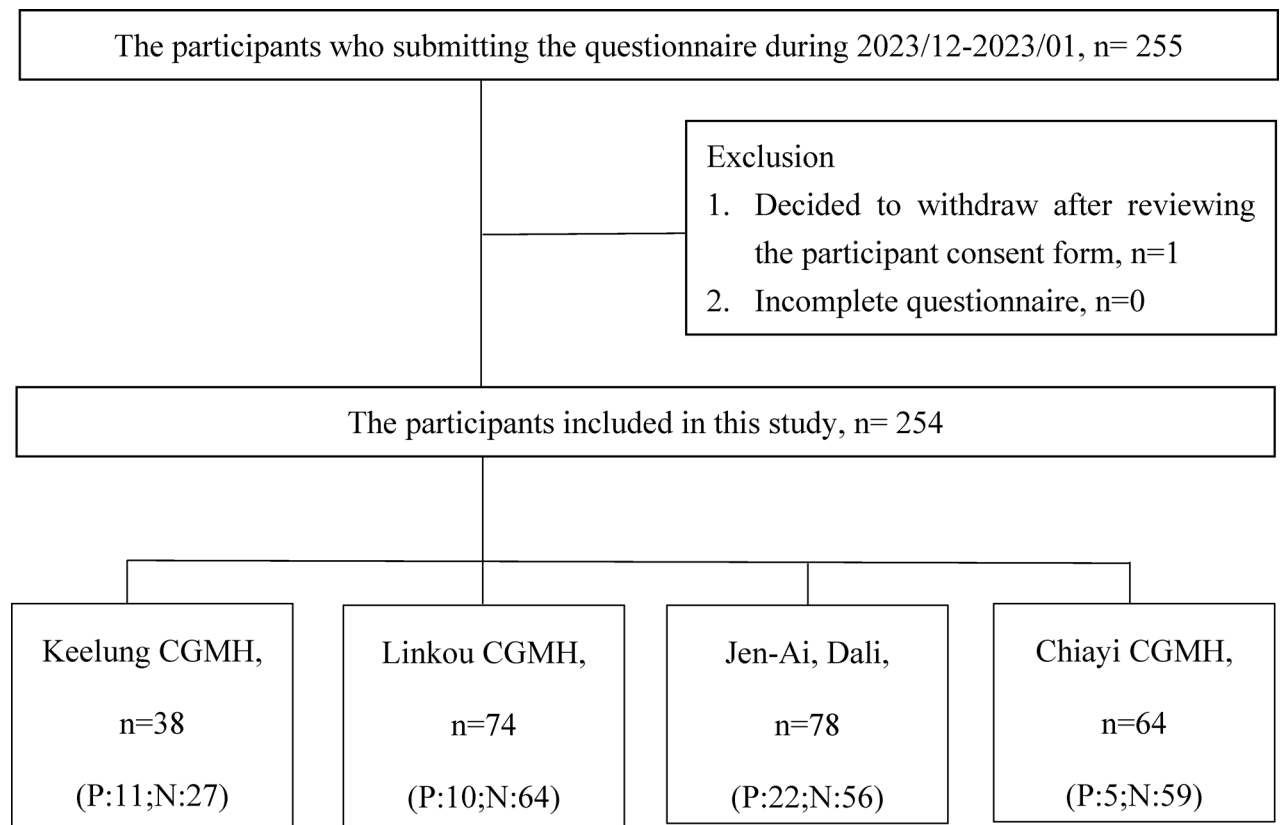 The participants who submitting the questionnaire during 2023/12-2023/01, n= 255
Exclusion
1. Decided to withdraw after reviewing
the participant consent form, n=1
2. Incomplete questionnaire, n=0
The participants included in this study, n= 254
Keelung CGMH,
n=38
(P:11;N:27)
Linkou CGMH,
n=74
(P:10;N:64)
Jen-Ai, Dali,
n=78
(P:22;N:56)
Chiayi CGMH,
n=64
(P:5;N:59)